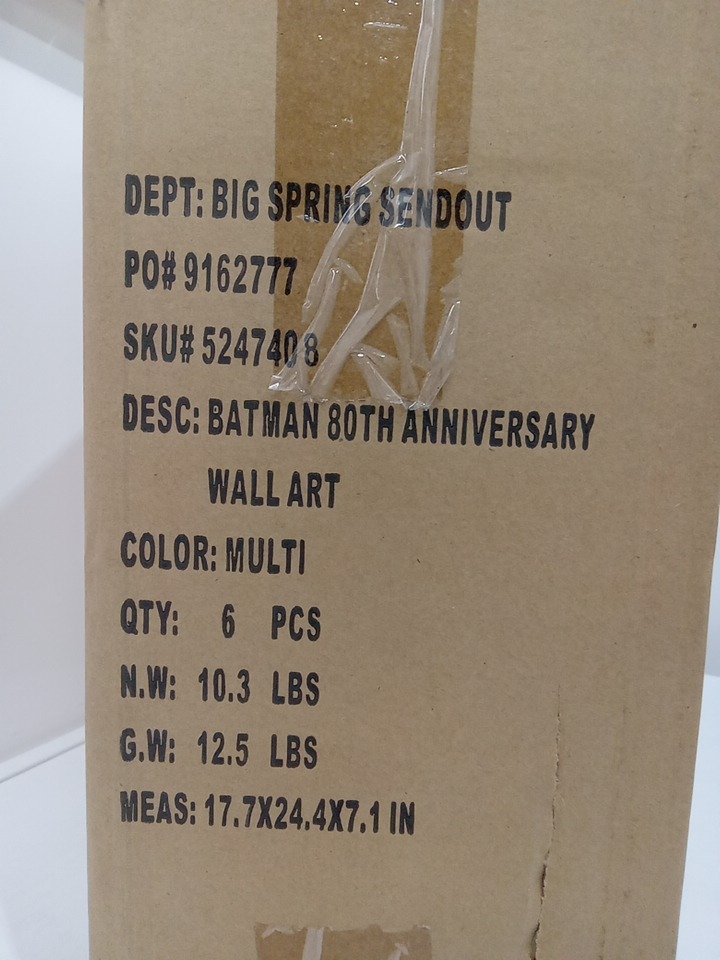 DEPT: BIG SPRING SENDOUT
PO# 9162777
SKU# 5247408
DESC: BATMAN 80TH ANNIVERSARY
WALL ART
COLOR: MULTI
QTY: 6 PCS
N.W: 10.3 LBS
G.W: 12.5 LBS
MEAS: 17.7X24.4X7.1 IN